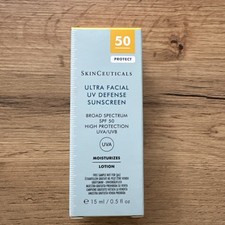 50
PROTECT
SKINCEUTICALS
ULTRA FACIAL
UV DEFENSE
SUNSCREEN
BROAD SPECTRUM
SPF 50
HIGH PROTECTION
UVA/UVB
UVA
MOISTURIZES
LOTION
e 15 ml / 0.5 fl oz